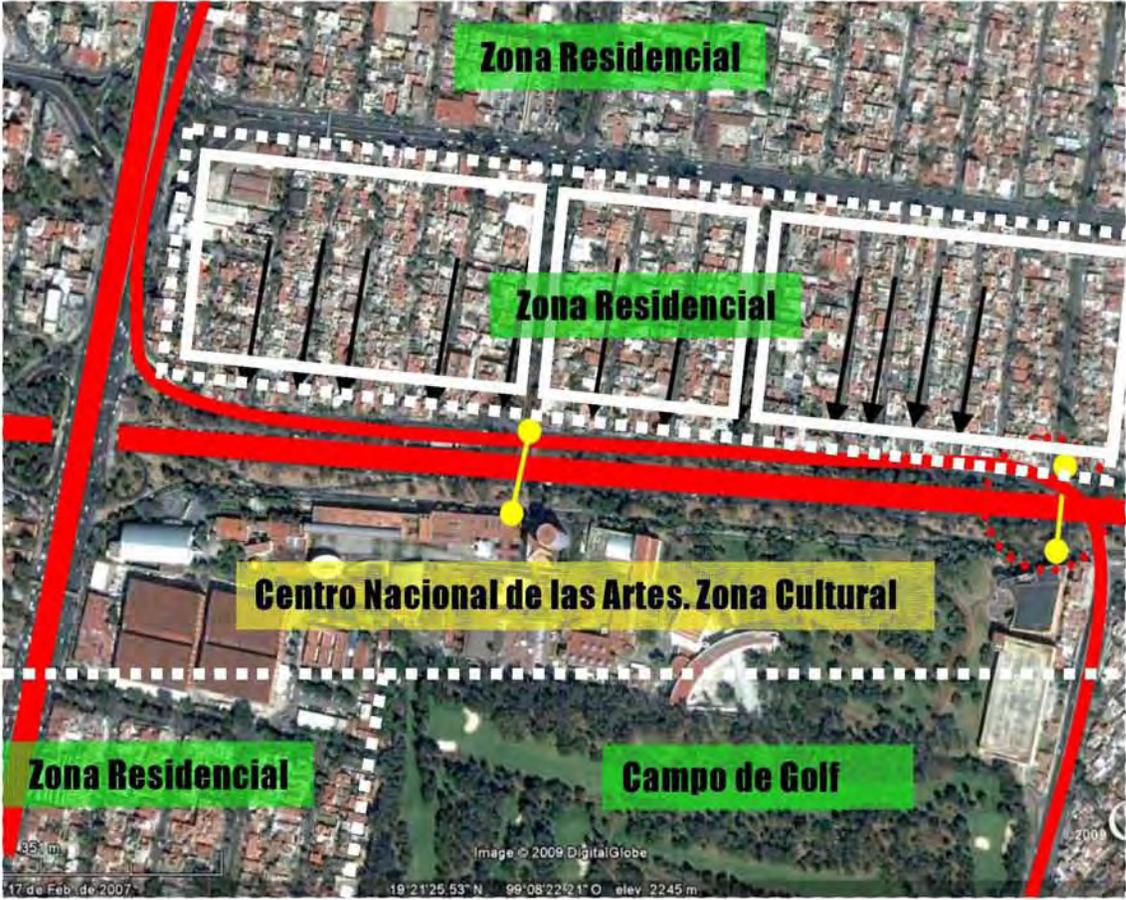 Zona Residencial
Zona Residencial
Centro Nacional de las Artes. Zona Cultural
Zona Residencial
Campo de Golf
© 2009
Image © 2009 DigitalGlobe
17 de Feb. de 2007
19°21'25.53" N 99°08'22.21" O elev 2245 m